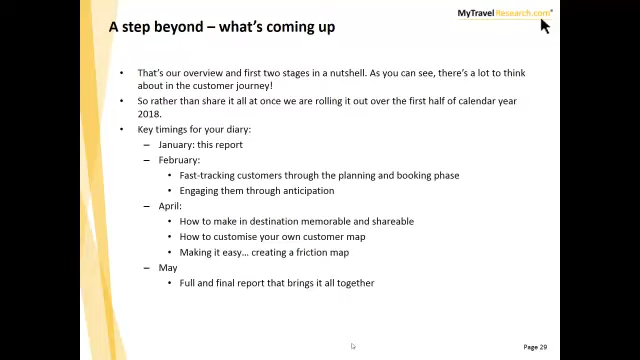 A step beyond – what's coming up
MyTravelResearch.com®
• That's our overview and first two stages in a nutshell. As you can see, there's a lot to think
about in the customer journey!
• So rather than share it all at once we are rolling it out over the first half of calendar year
2018.
• Key timings for your diary:
– January: this report
– February:
• Fast-tracking customers through the planning and booking phase
• Engaging them through anticipation
– April:
• How to make in destination memorable and shareable
• How to customise your own customer map
• Making it easy… creating a friction map
– May
• Full and final report that brings it all together
Page 29